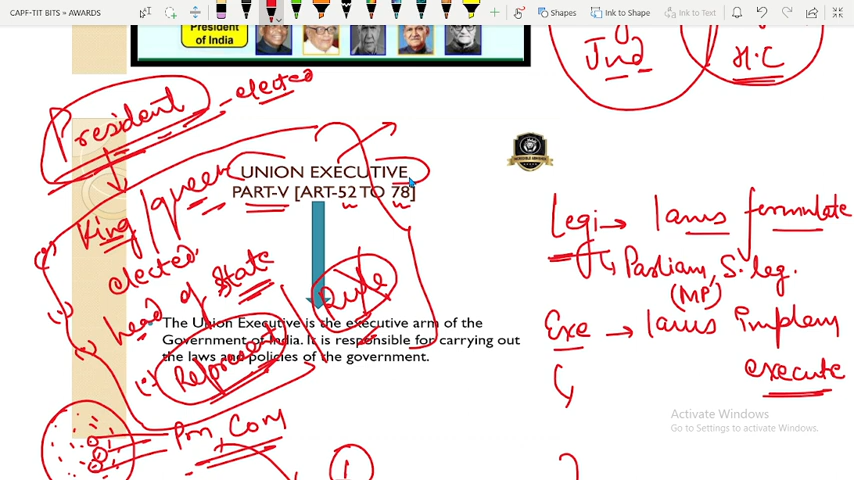 CAPF-TIT BITS » AWARDS
Shapes
Ink to Shape
Ink to Text
President
of India
Jud
H.C
President - elected
UNION EXECUTIVE
PART-V [ART-52 TO 78]
King/queen
elected
head of State
Rule
Represent
The Union Executive is the executive arm of the
Government of India. It is responsible for carrying out
the laws and policies of the government.
Pm, Com
1
Legi → laws formulate
Parliam, S. leg.
(MP)
Exe → laws implem
execute
Activate Windows
Go to Settings to activate Windows.